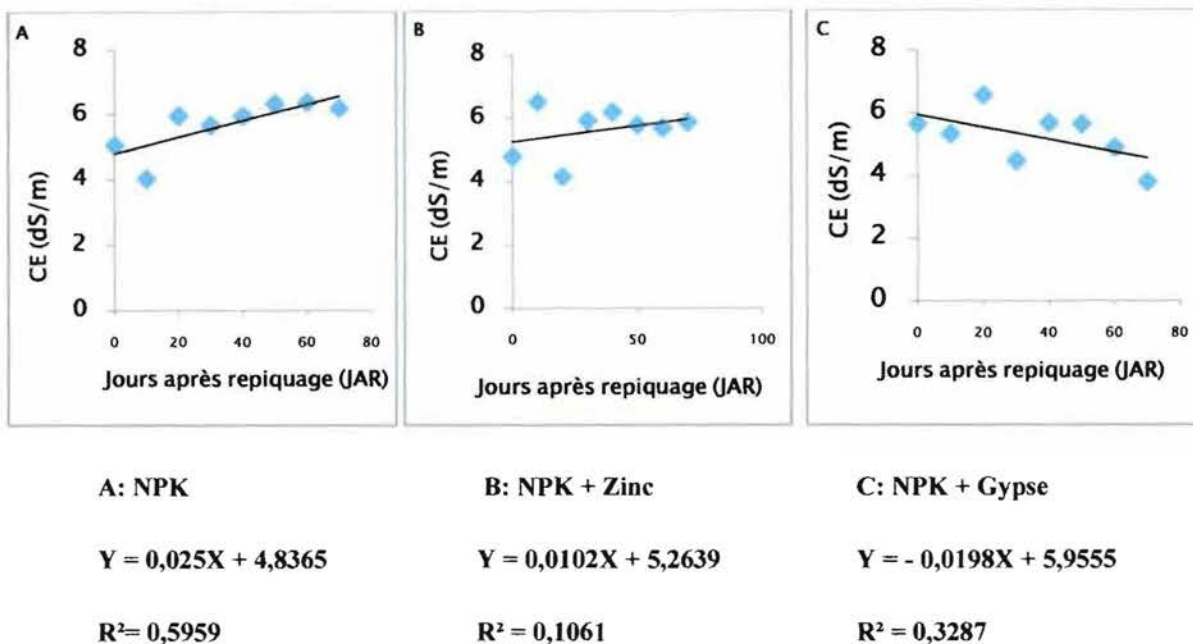 A
8
6
4
2
0
CE (dS/m)
0 20 40 60 80
Jours après repiquage (JAR)
B
8
6
4
2
0
CE (dS/m)
0 50 100
Jours après repiquage (JAR)
C
8
6
4
2
0
CE (dS/m)
0 20 40 60 80
Jours après repiquage (JAR)
A: NPK B: NPK + Zinc C: NPK + Gypse
Y = 0,025X + 4,8365 Y = 0,0102X + 5,2639 Y = - 0,0198X + 5,9555
R²= 0,5959 R² = 0,1061 R² = 0,3287